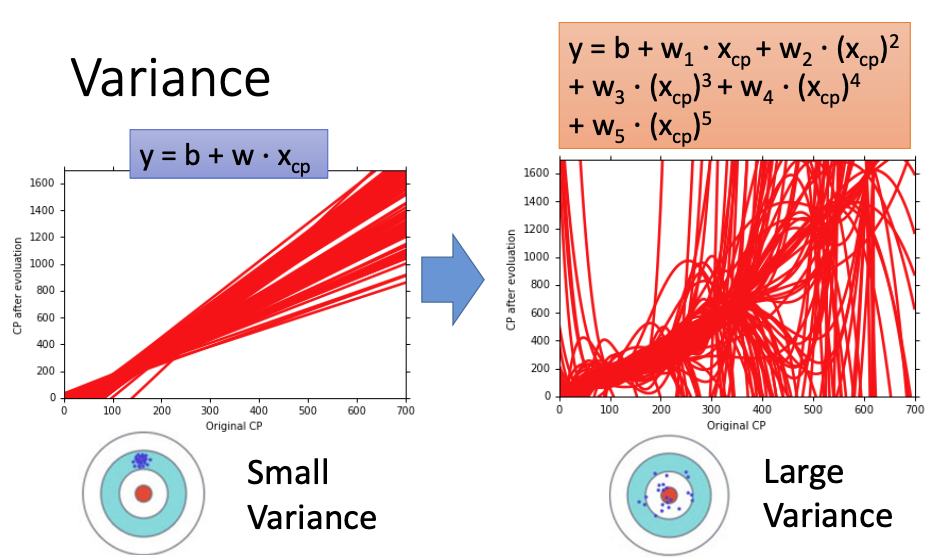 Variance
y = b + w · xcp
y = b + w1 · xcp + w2 · (xcp)2
+ w3 · (xcp)3 + w4 · (xcp)4
+ w5 · (xcp)5
CP after evoluation
1600
1400
1200
1000
800
600
400
200
0
0 100 200 300 400 500 600 700
Original CP
CP after evoluation
1600
1400
1200
1000
800
600
400
200
0
0 100 200 300 400 500 600 700
Original CP
Small
Variance
Large
Variance